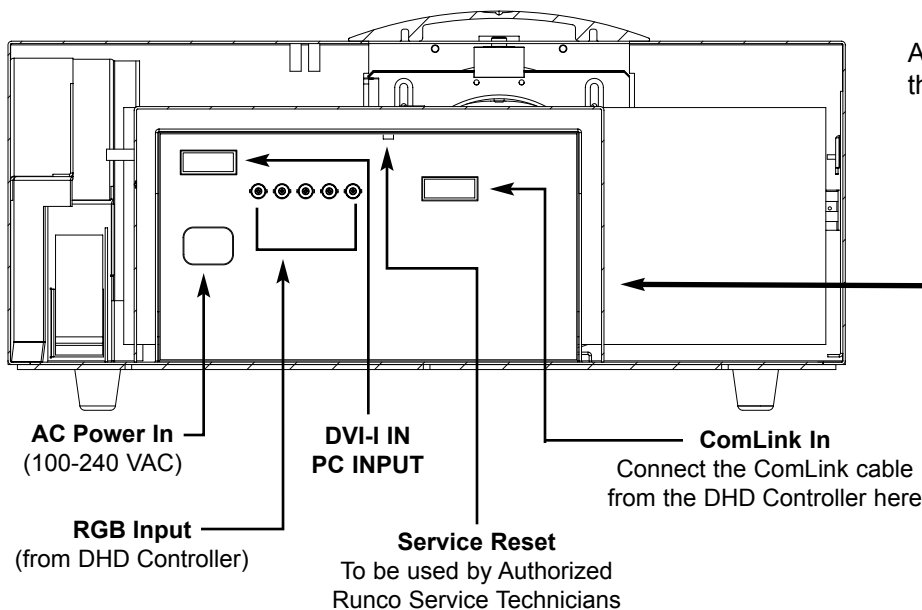 AC Power In
(100-240 VAC)
DVI-I IN
PC INPUT
ComLink In
Connect the ComLink cable
from the DHD Controller here
RGB Input
(from DHD Controller)
Service Reset
To be used by Authorized
Runco Service Technicians